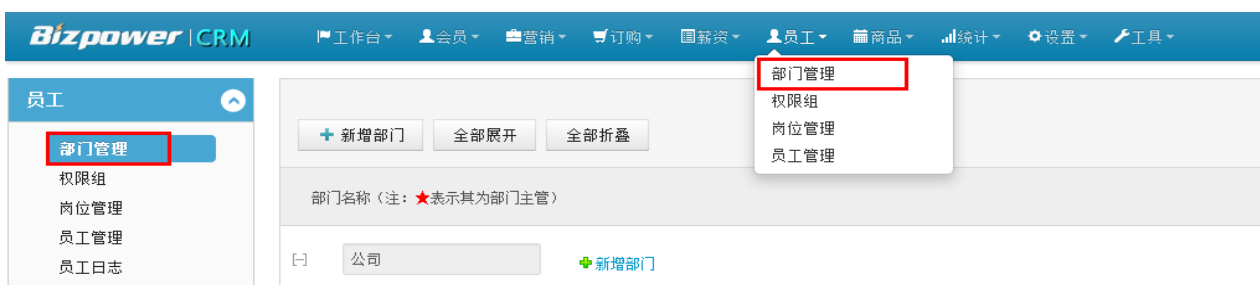 Bizpower | CRM 工作台 会员 营销 订购 薪资 员工 商品 统计 设置 工具
部门管理
权限组
岗位管理
员工管理
员工
部门管理
权限组
岗位管理
员工管理
员工日志
新增部门 全部展开 全部折叠
部门名称（注：★表示其为部门主管）
[-] 公司 新增部门